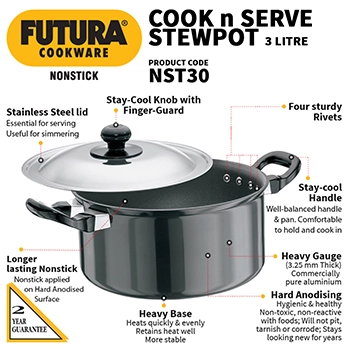 FUTURA®
COOKWARE
NONSTICK
COOK n SERVE
STEWPOT 3 LITRE
PRODUCT CODE
NST30
Stainless Steel lid
Essential for serving
Useful for simmering
Stay-Cool Knob with
Finger-Guard
Four sturdy
Rivets
Stay-cool
Handle
Well-balanced handle
& pan. Comfortable
to hold and cook in
Longer
lasting Nonstick
Nonstick applied
on Hard Anodised
Surface
2
YEAR
GUARANTEE
Heavy Base
Heats quickly & evenly
Retains heat well
More stable
Heavy Gauge
(3.25 mm Thick)
Commercially
pure aluminium
Hard Anodising
Hygienic & healthy
Non-toxic, non-reactive
with foods; Will not pit,
tarnish or corrode; Stays
looking new for years